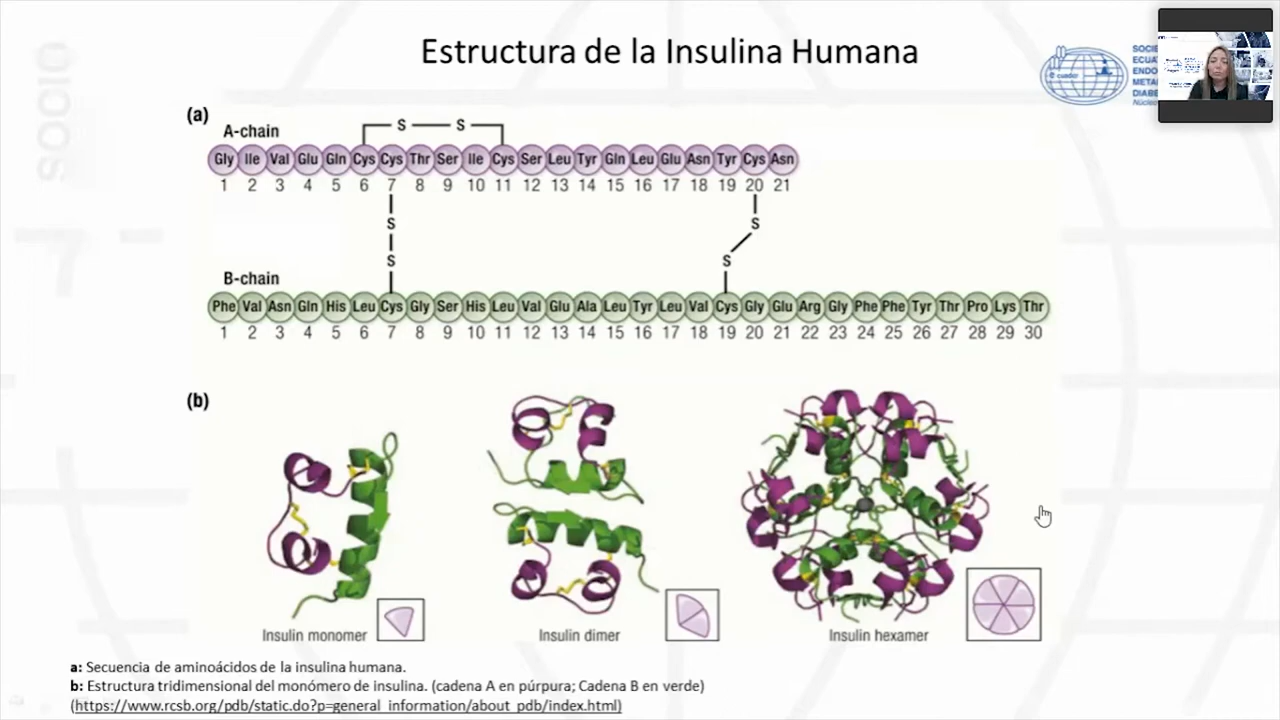 Estructura de la Insulina Humana
SOCIO
SOCIE
ECUAT
ENDO
META
DIABE
Núcleo
ecuador
(a)
A-chain
S S
Gly Ile Val Glu Gln Cys Cys Thr Ser Ile Cys Ser Leu Tyr Gln Leu Glu Asn Tyr Cys Asn
1 2 3 4 5 6 7 8 9 10 11 12 13 14 15 16 17 18 19 20 21
S S
S S
B-chain
Phe Val Asn Gln His Leu Cys Gly Ser His Leu Val Glu Ala Leu Tyr Leu Val Cys Gly Glu Arg Gly Phe Phe Tyr Thr Pro Lys Thr
1 2 3 4 5 6 7 8 9 10 11 12 13 14 15 16 17 18 19 20 21 22 23 24 25 26 27 28 29 30
(b)
Insulin monomer
Insulin dimer
Insulin hexamer
a: Secuencia de aminoácidos de la insulina humana.
b: Estructura tridimensional del monómero de insulina. (cadena A en púrpura; Cadena B en verde)
(https://www.rcsb.org/pdb/static.do?p=general_information/about_pdb/index.html)